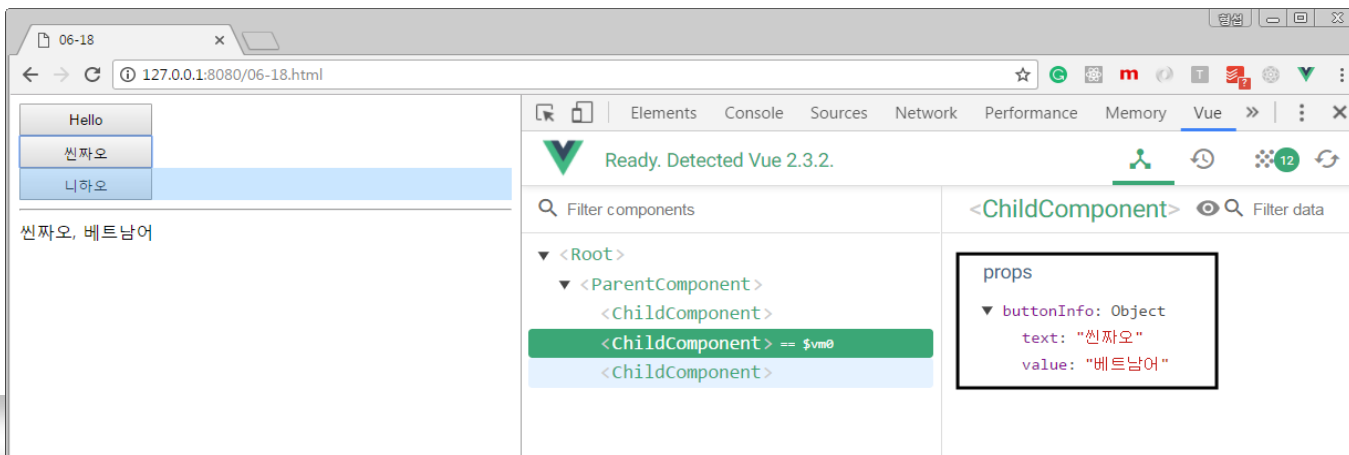 형섭
06-18
127.0.0.1:8080/06-18.html
Hello
씬짜오
니하오
씬짜오, 베트남어
Elements Console Sources Network Performance Memory Vue
Ready. Detected Vue 2.3.2.
12
Filter components
<ChildComponent> Filter data
<Root>
<ParentComponent>
<ChildComponent>
<ChildComponent> == $vm0
<ChildComponent>
props
buttonInfo: Object
text: "씬짜오"
value: "베트남어"